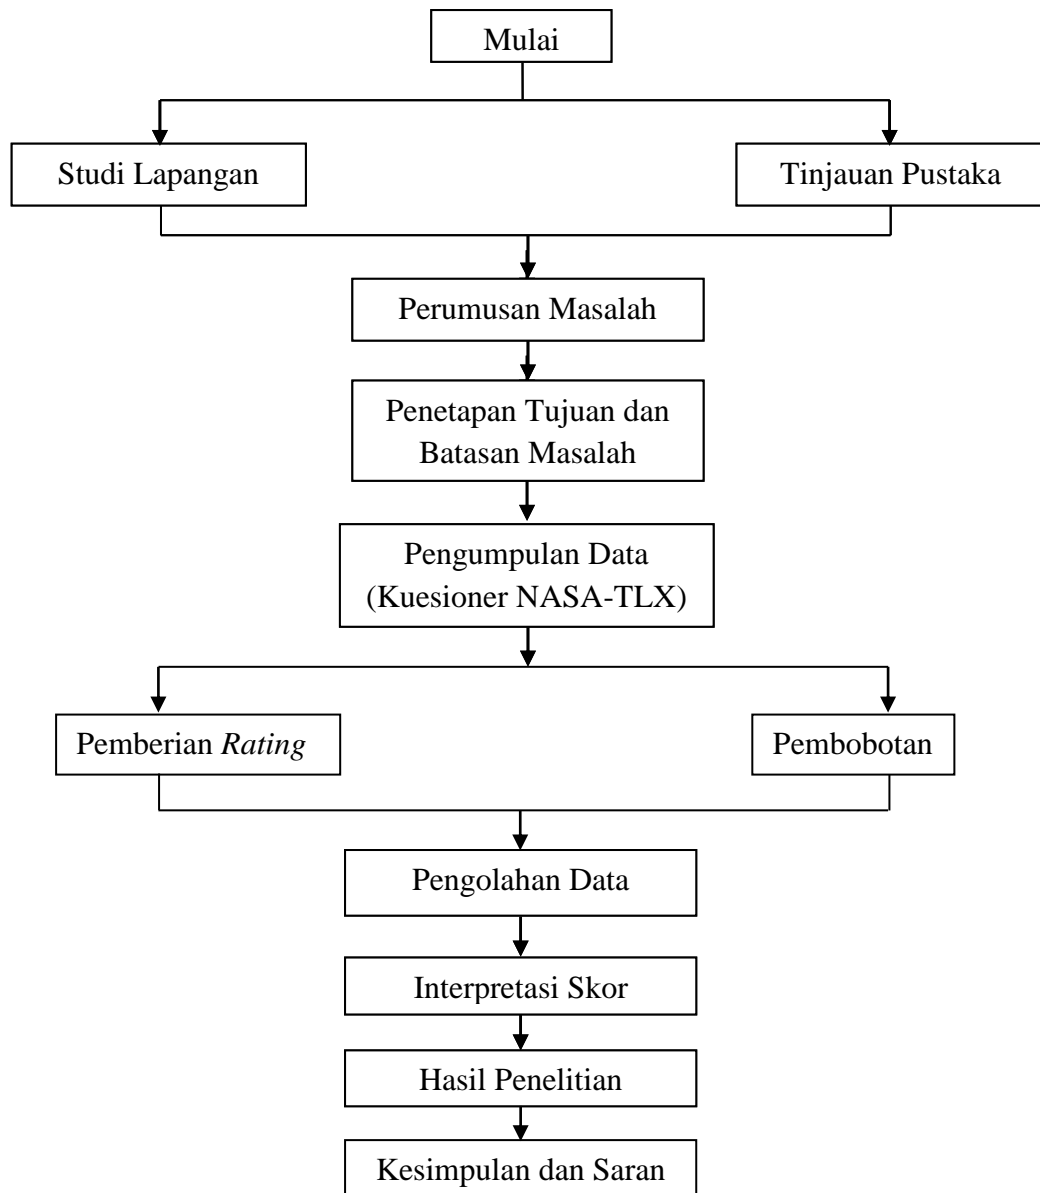 Mulai
Studi Lapangan
Tinjauan Pustaka
Perumusan Masalah
Penetapan Tujuan dan
Batasan Masalah
Pengumpulan Data
(Kuesioner NASA-TLX)
Pemberian Rating
Pembobotan
Pengolahan Data
Interpretasi Skor
Hasil Penelitian
Kesimpulan dan Saran